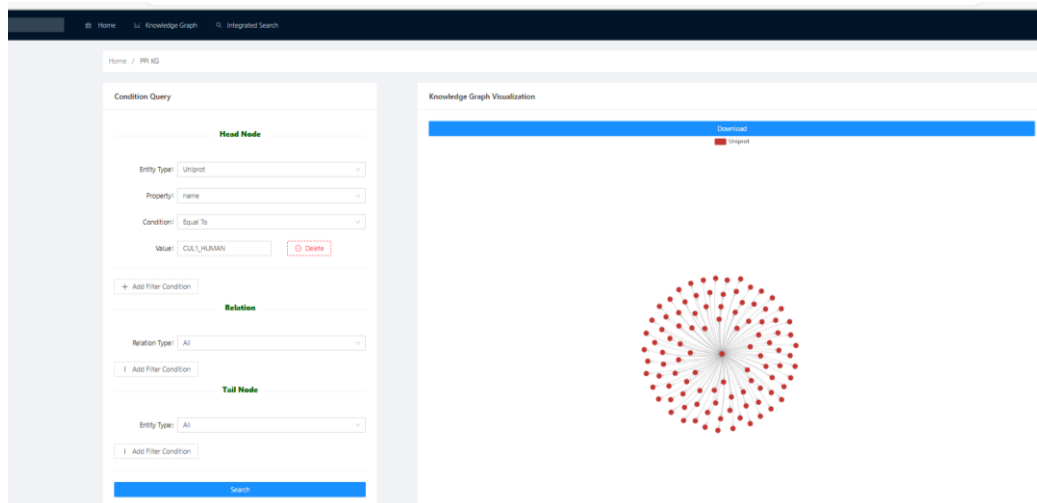 Home Knowledge Graph Integrated Search
Home / PPI KG
Condition Query
Head Node
Entity Type: Uniprot
Property: name
Condition: Equal To
Value: CUL1_HUMAN Delete
+ Add Filter Condition
Relation
Relation Type: All
Add Filter Condition
Tail Node
Entity Type: All
Add Filter Condition
Search
Knowledge Graph Visualization
Download
Uniprot